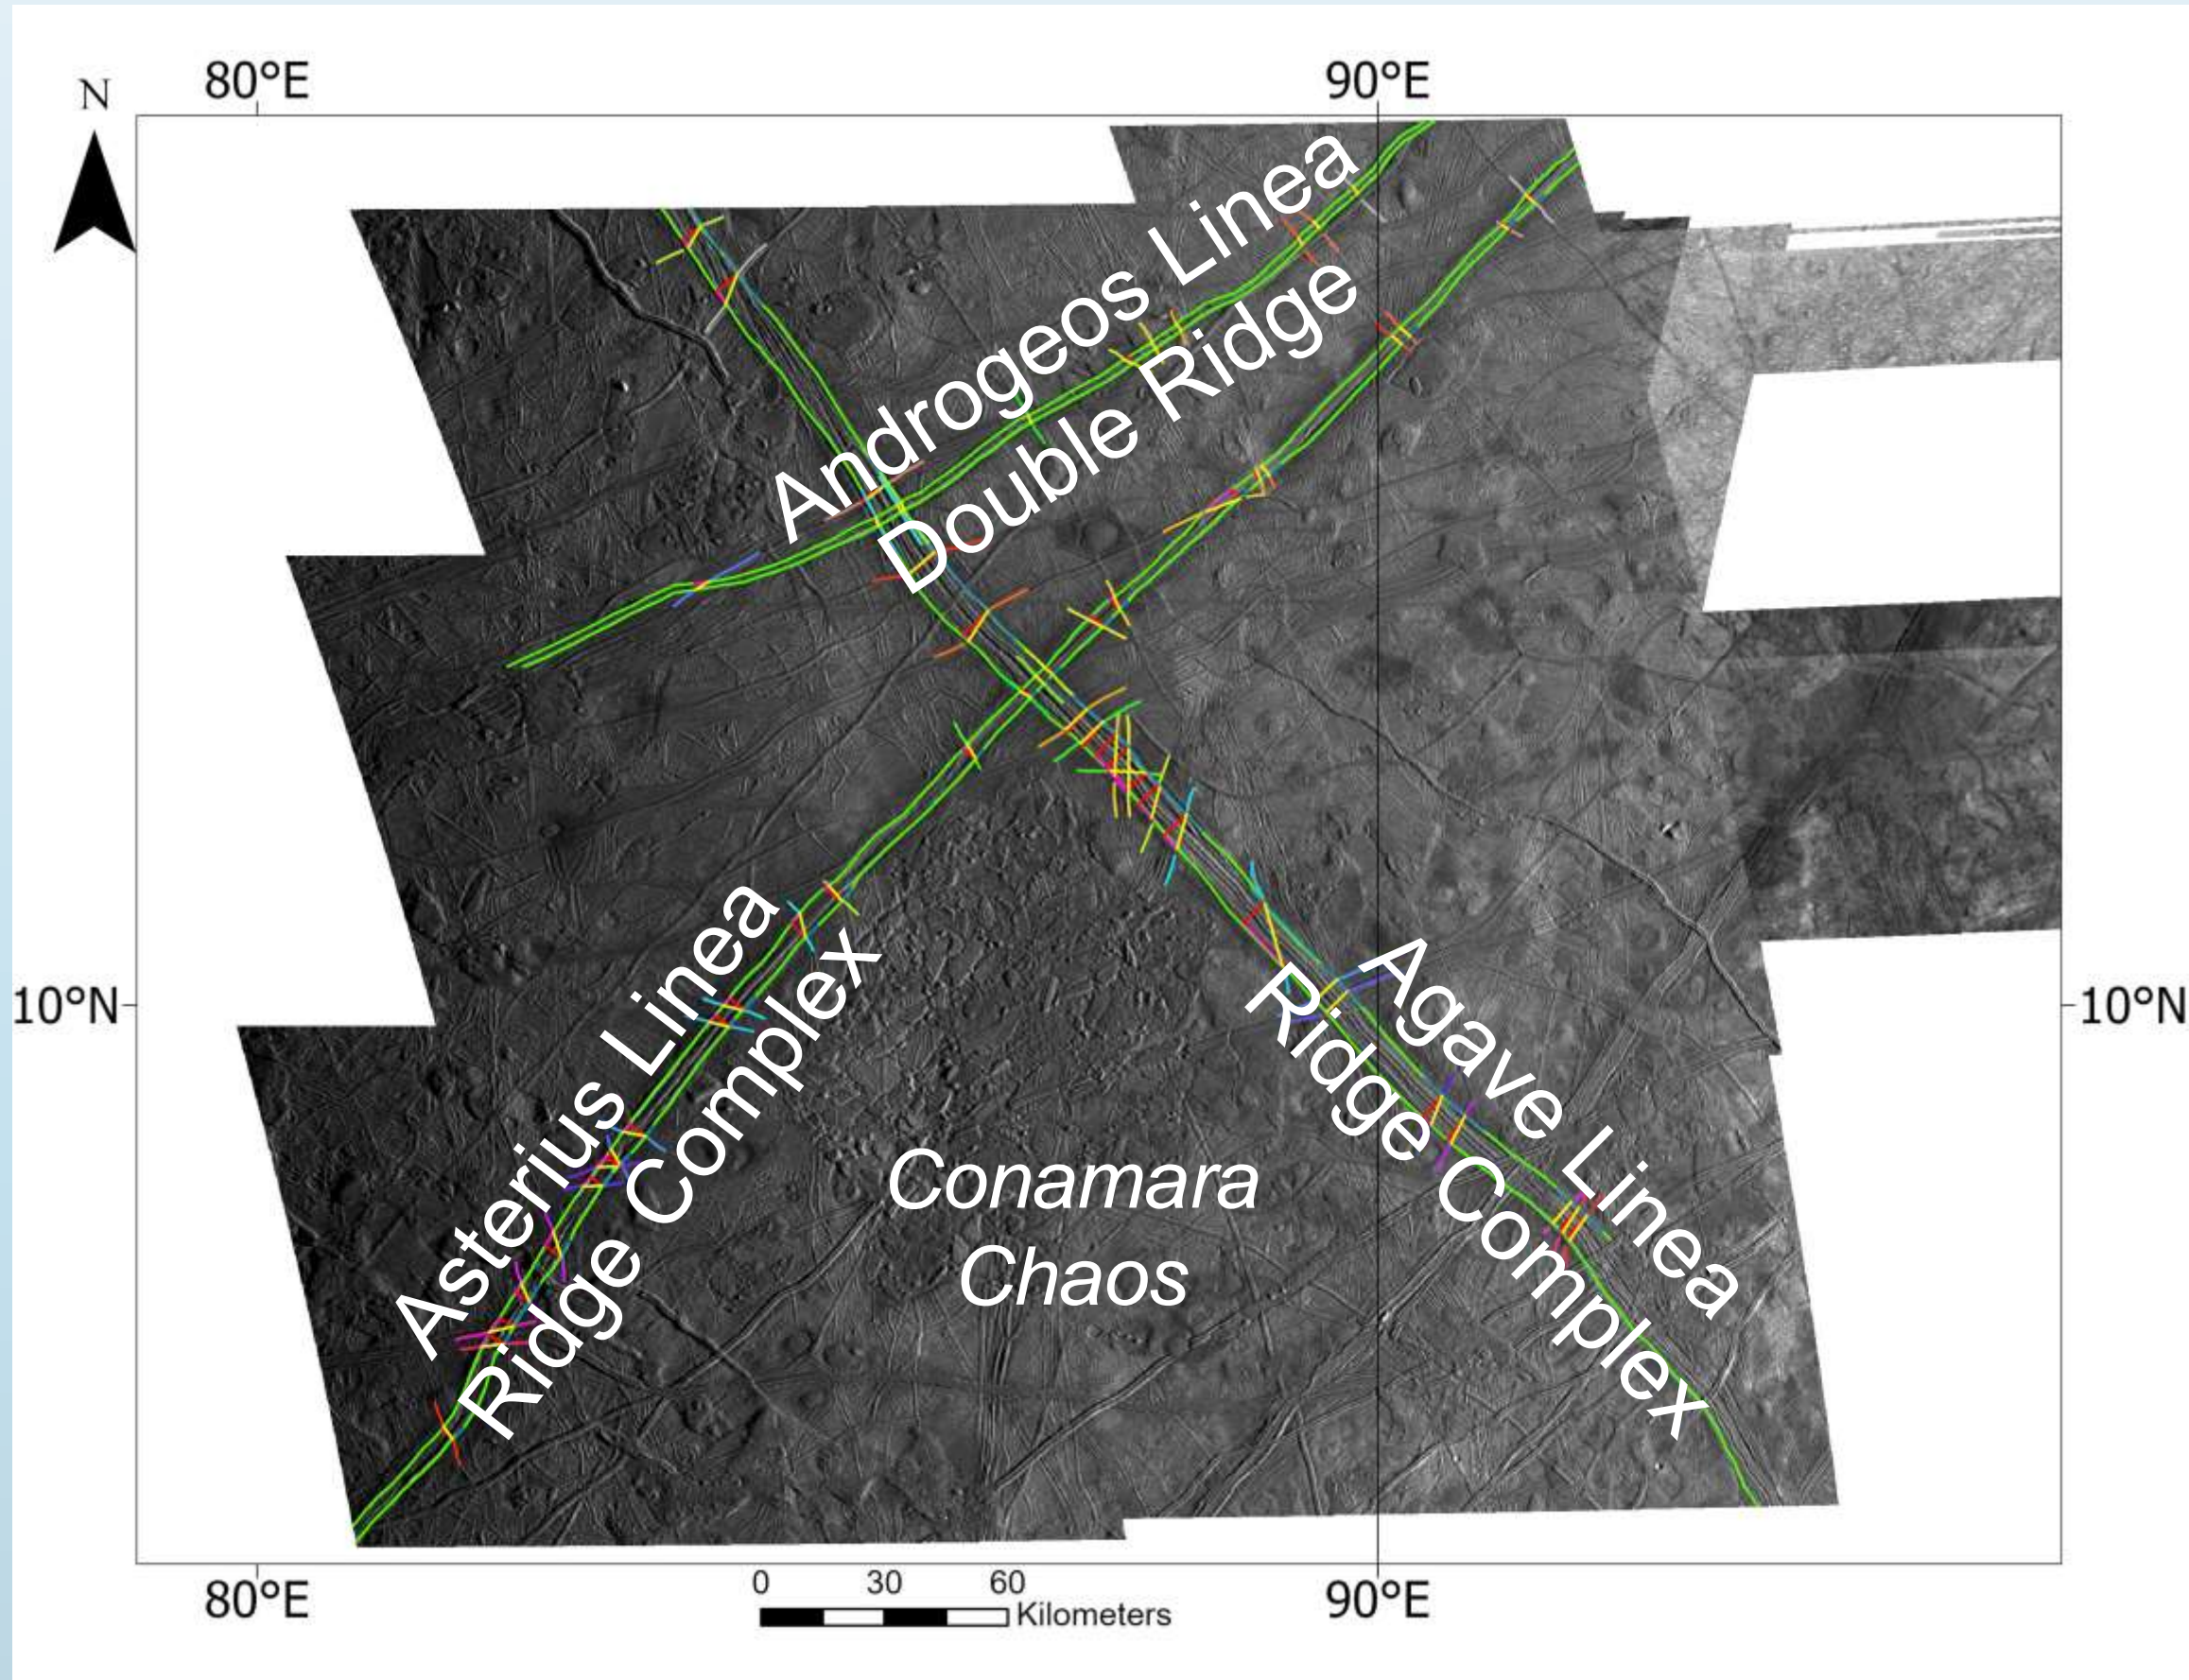 80°E
90°E
N
Androgeos Linea
Double Ridge
Asterius Linea
Ridge Complex
Agave Linea
Ridge Complex
10°N
10°N
Conamara
Chaos
80°E
90°E
0 30 60
Kilometers